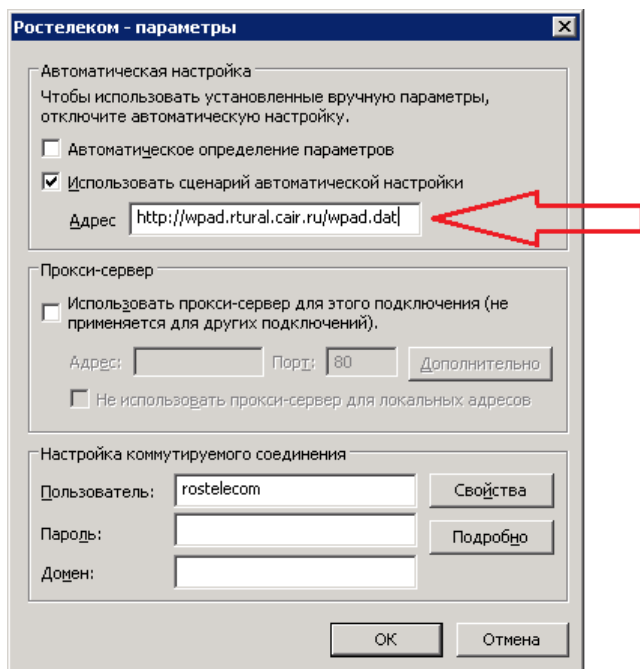 Ростелеком - параметры
Автоматическая настройка
Чтобы использовать установленные вручную параметры,
отключите автоматическую настройку.
Автоматическое определение параметров
Использовать сценарий автоматической настройки
Адрес http://wpad.rtural.cair.ru/wpad.dat
Прокси-сервер
Использовать прокси-сервер для этого подключения (не
применяется для других подключений).
Адрес: Порт: 80 Дополнительно
Не использовать прокси-сервер для локальных адресов
Настройка коммутируемого соединения
Пользователь: rostelecom Свойства
Пароль: Подробно
Домен:
ОК Отмена